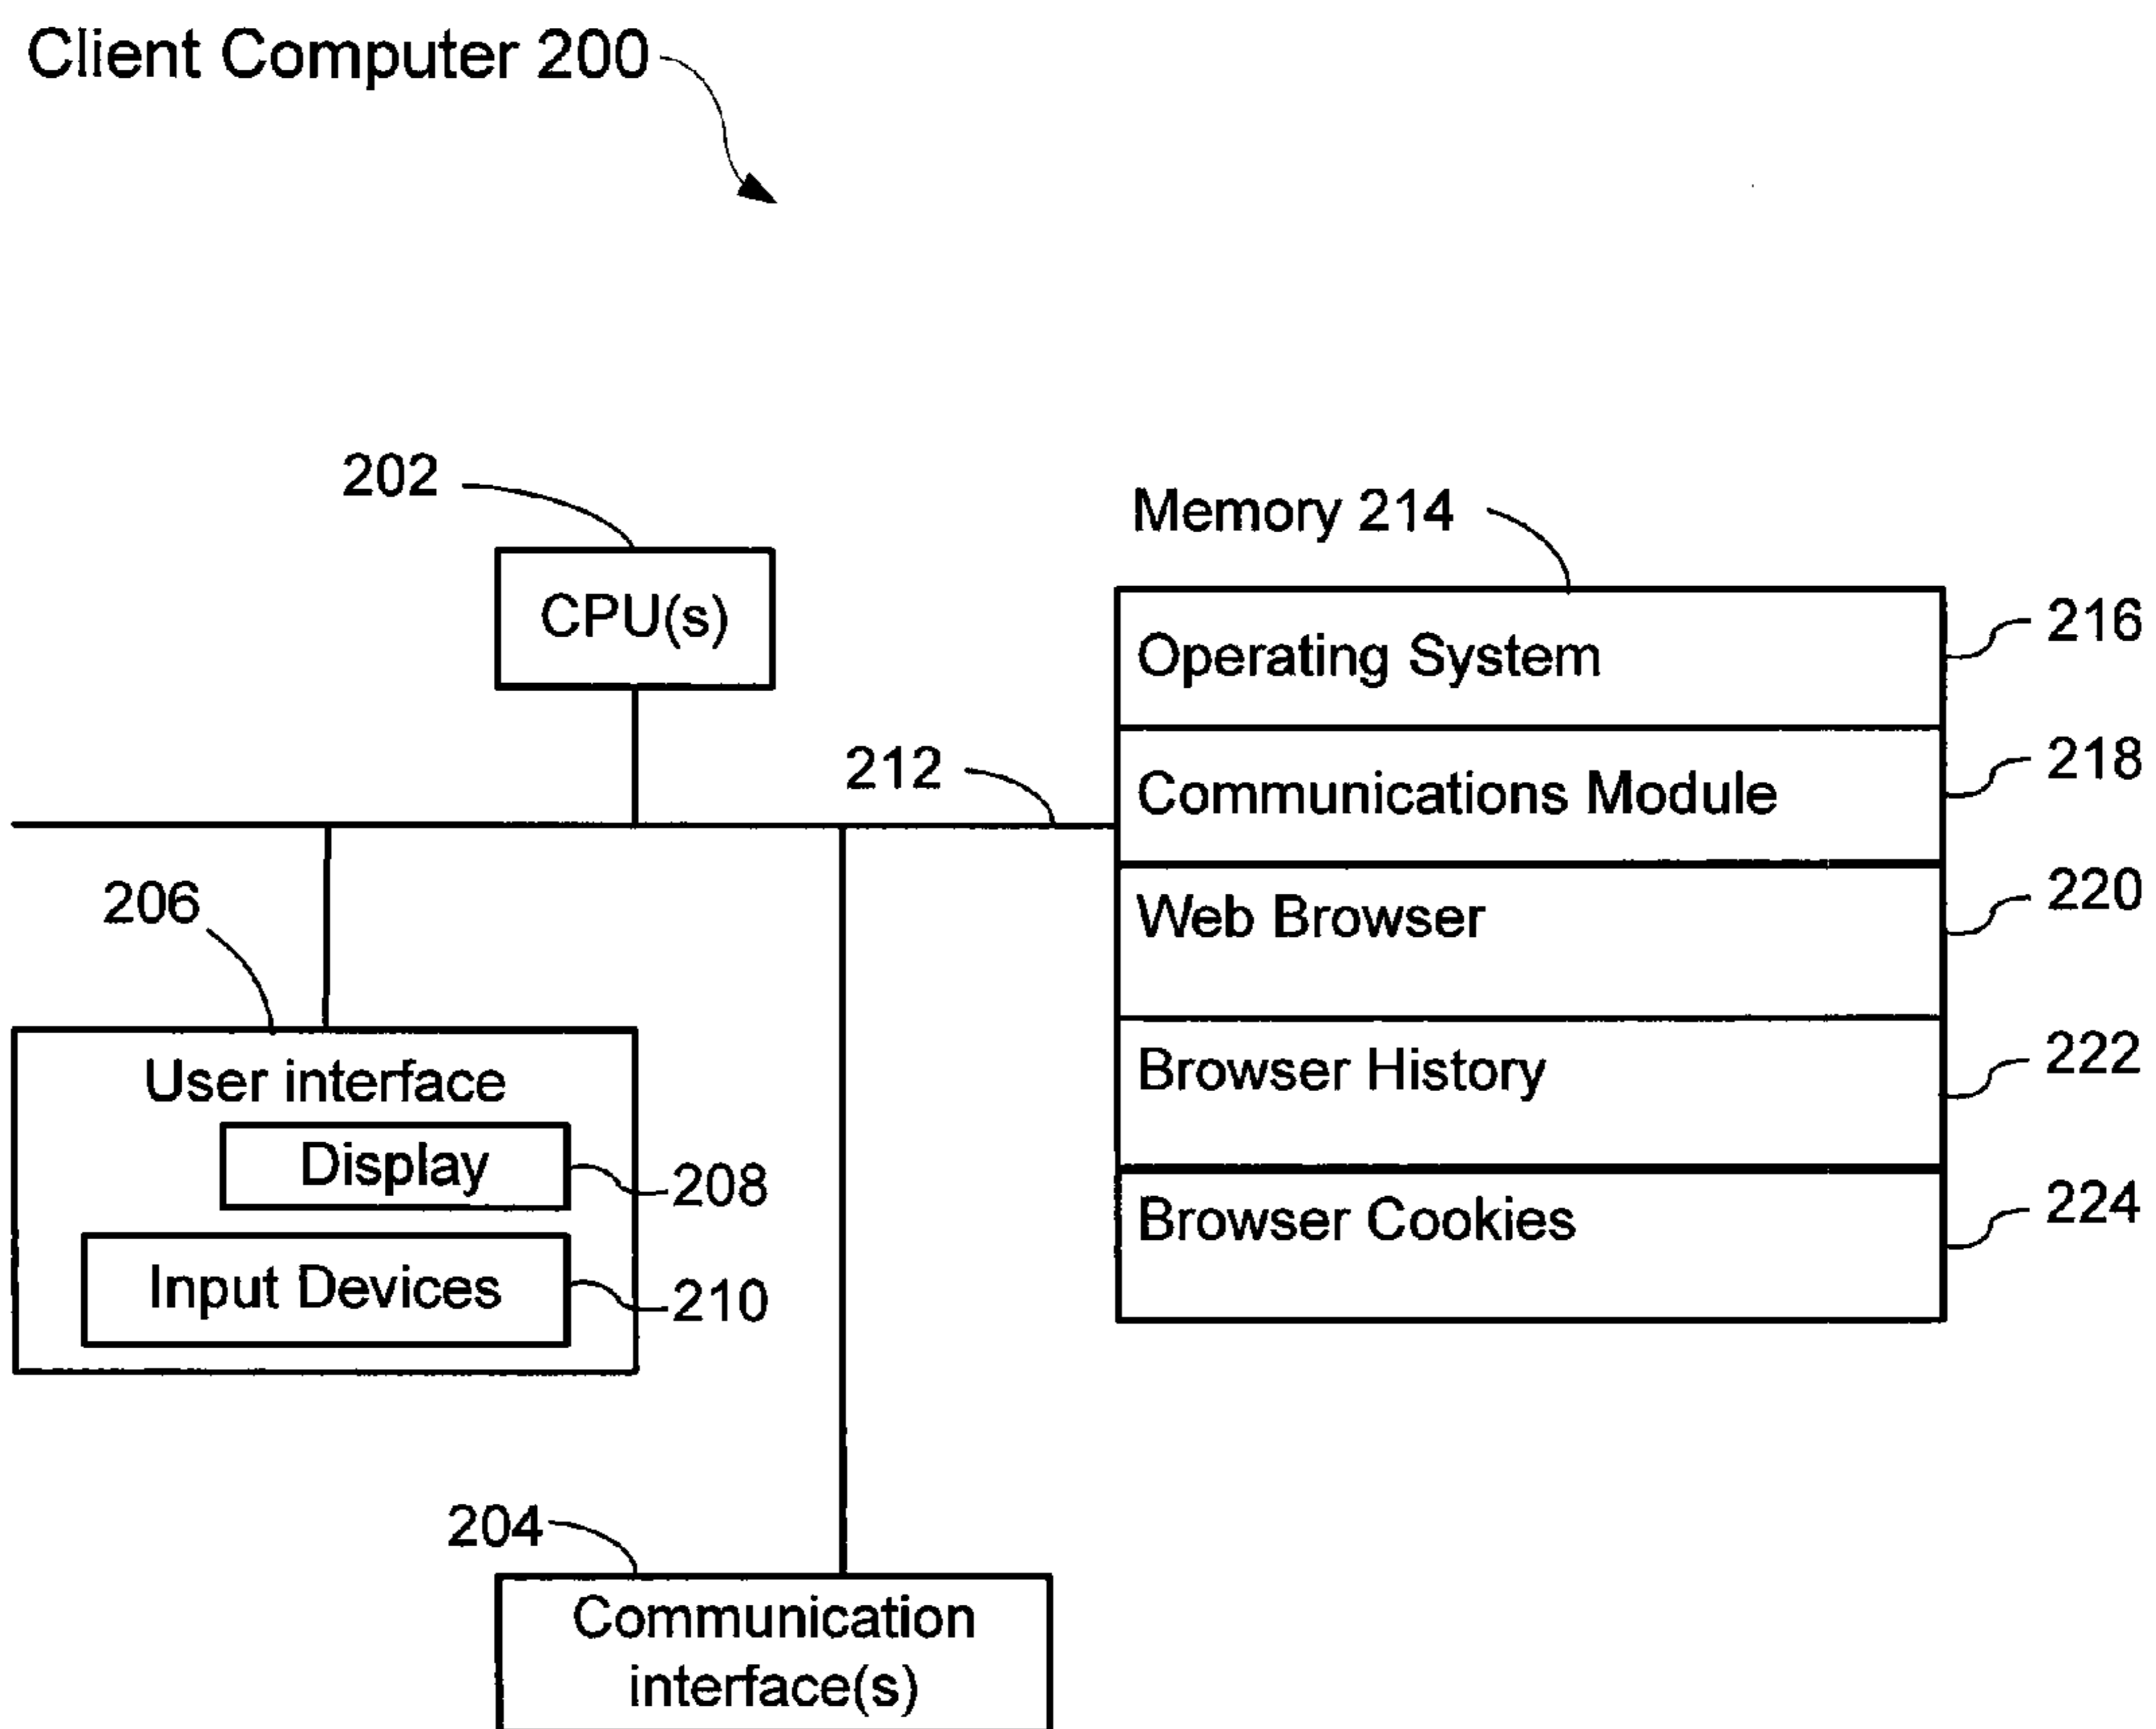 Client Computer 200
202
CPU(s)
Memory 214
Operating System
216
Communications Module
218
212
Web Browser
220
Browser History
222
Browser Cookies
224
206
User interface
Display
208
Input Devices
210
204
Communication
interface(s)